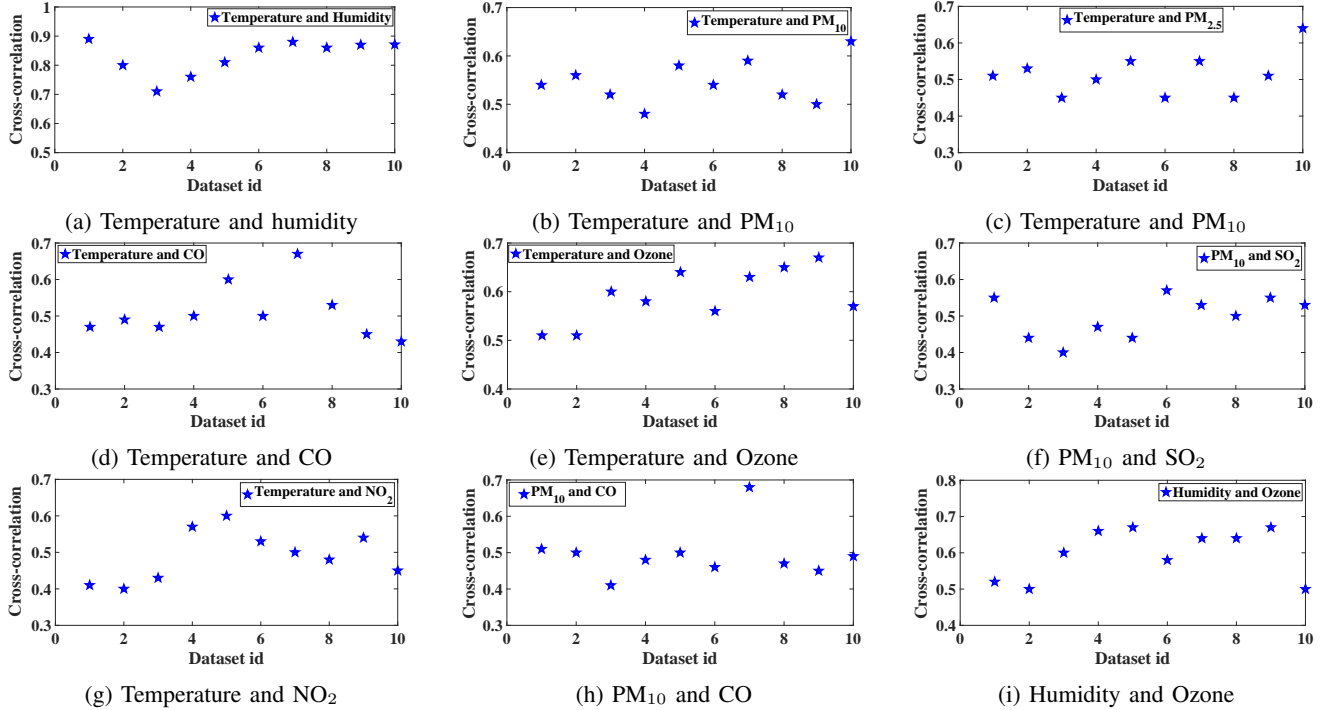 Temperature and Humidity
1
0.9
0.8
0.7
0.6
0.5
Cross-correlation
0 2 4 6 8 10
Dataset id
(a) Temperature and humidity
Temperature and PM10
0.7
0.6
0.5
0.4
Cross-correlation
0 2 4 6 8 10
Dataset id
(b) Temperature and PM10
Temperature and PM2.5
0.7
0.6
0.5
0.4
Cross-correlation
0 2 4 6 8 10
Dataset id
(c) Temperature and PM10
Temperature and CO
0.7
0.6
0.5
0.4
0.3
Cross-correlation
0 2 4 6 8 10
Dataset id
(d) Temperature and CO
Temperature and Ozone
0.7
0.6
0.5
0.4
Cross-correlation
0 2 4 6 8 10
Dataset id
(e) Temperature and Ozone
PM10 and SO2
0.7
0.6
0.5
0.4
0.3
Cross-correlation
0 2 4 6 8 10
Dataset id
(f) PM10 and SO2
Temperature and NO2
0.7
0.6
0.5
0.4
0.3
Cross-correlation
0 2 4 6 8 10
Dataset id
(g) Temperature and NO2
PM10 and CO
0.7
0.6
0.5
0.4
0.3
Cross-correlation
0 2 4 6 8 10
Dataset id
(h) PM10 and CO
Humidity and Ozone
0.8
0.7
0.6
0.5
0.4
Cross-correlation
0 2 4 6 8 10
Dataset id
(i) Humidity and Ozone